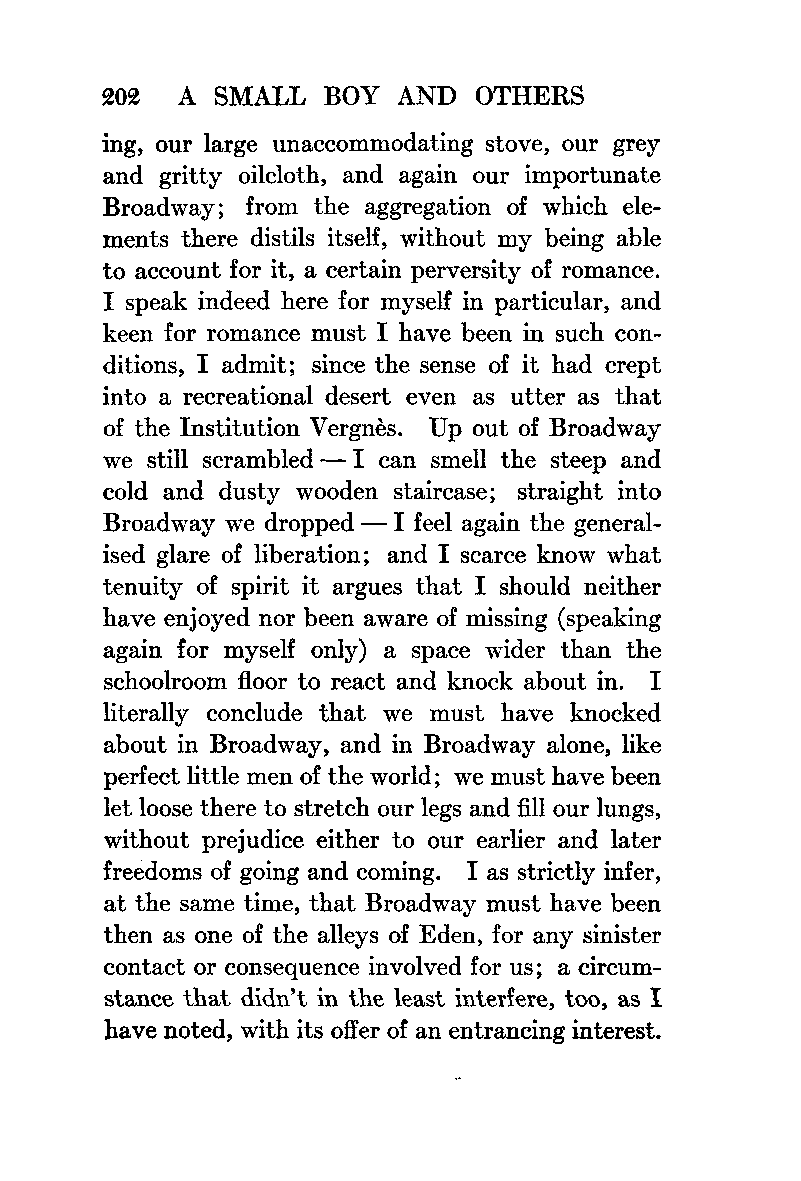 202 A SMALL BOY AND OTHERS
ing, our large unaccommodating stove, our grey
and gritty oilcloth, and again our importunate
Broadway; from the aggregation of which ele-
ments there distils itself, without my being able
to account for it, a certain perversity of romance.
I speak indeed here for myself in particular, and
keen for romance must I have been in such con-
ditions, I admit; since the sense of it had crept
into a recreational desert even as utter as that
of the Institution Vergnès. Up out of Broadway
we still scrambled — I can smell the steep and
cold and dusty wooden staircase; straight into
Broadway we dropped — I feel again the general-
ised glare of liberation; and I scarce know what
tenuity of spirit it argues that I should neither
have enjoyed nor been aware of missing (speaking
again for myself only) a space wider than the
schoolroom floor to react and knock about in. I
literally conclude that we must have knocked
about in Broadway, and in Broadway alone, like
perfect little men of the world; we must have been
let loose there to stretch our legs and fill our lungs,
without prejudice either to our earlier and later
freedoms of going and coming. I as strictly infer,
at the same time, that Broadway must have been
then as one of the alleys of Eden, for any sinister
contact or consequence involved for us; a circum-
stance that didn't in the least interfere, too, as I
have noted, with its offer of an entrancing interest.